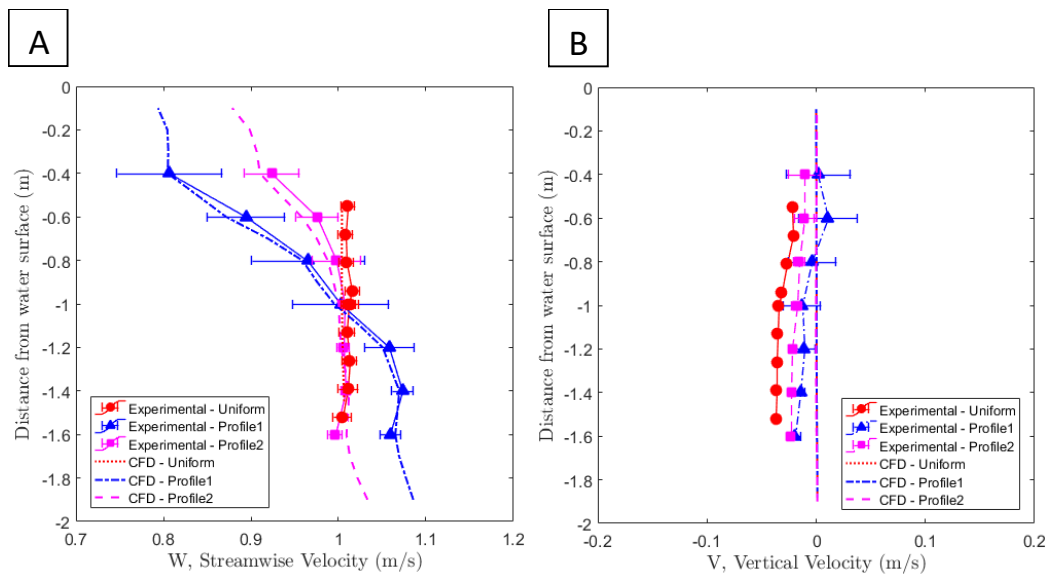 A
B
0
-0.2
-0.4
-0.6
-0.8
-1
-1.2
-1.4
-1.6
-1.8
-2
Distance from water surface (m)
Experimental - Uniform
Experimental - Profile1
Experimental - Profile2
CFD - Uniform
CFD - Profile1
CFD - Profile2
0.7 0.8 0.9 1 1.1 1.2
W, Streamwise Velocity (m/s)
0
-0.2
-0.4
-0.6
-0.8
-1
-1.2
-1.4
-1.6
-1.8
-2
Distance from water surface (m)
Experimental - Uniform
Experimental - Profile1
Experimental - Profile2
CFD - Uniform
CFD - Profile1
CFD - Profile2
-0.2 -0.1 0 0.1 0.2
V, Vertical Velocity (m/s)